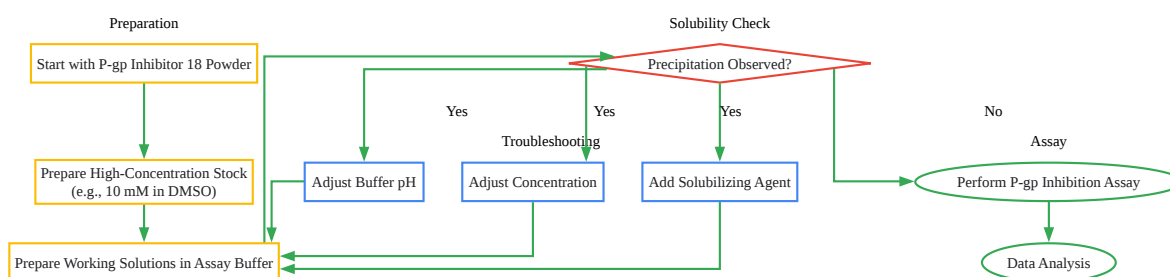 Preparation
Solubility Check
Start with P-gp Inhibitor 18 Powder
Precipitation Observed?
Yes
Yes
Yes
No
Troubleshooting
Assay
Prepare High-Concentration Stock
(e.g., 10 mM in DMSO)
Adjust Buffer pH
Adjust Concentration
Add Solubilizing Agent
Perform P-gp Inhibition Assay
Prepare Working Solutions in Assay Buffer
Data Analysis